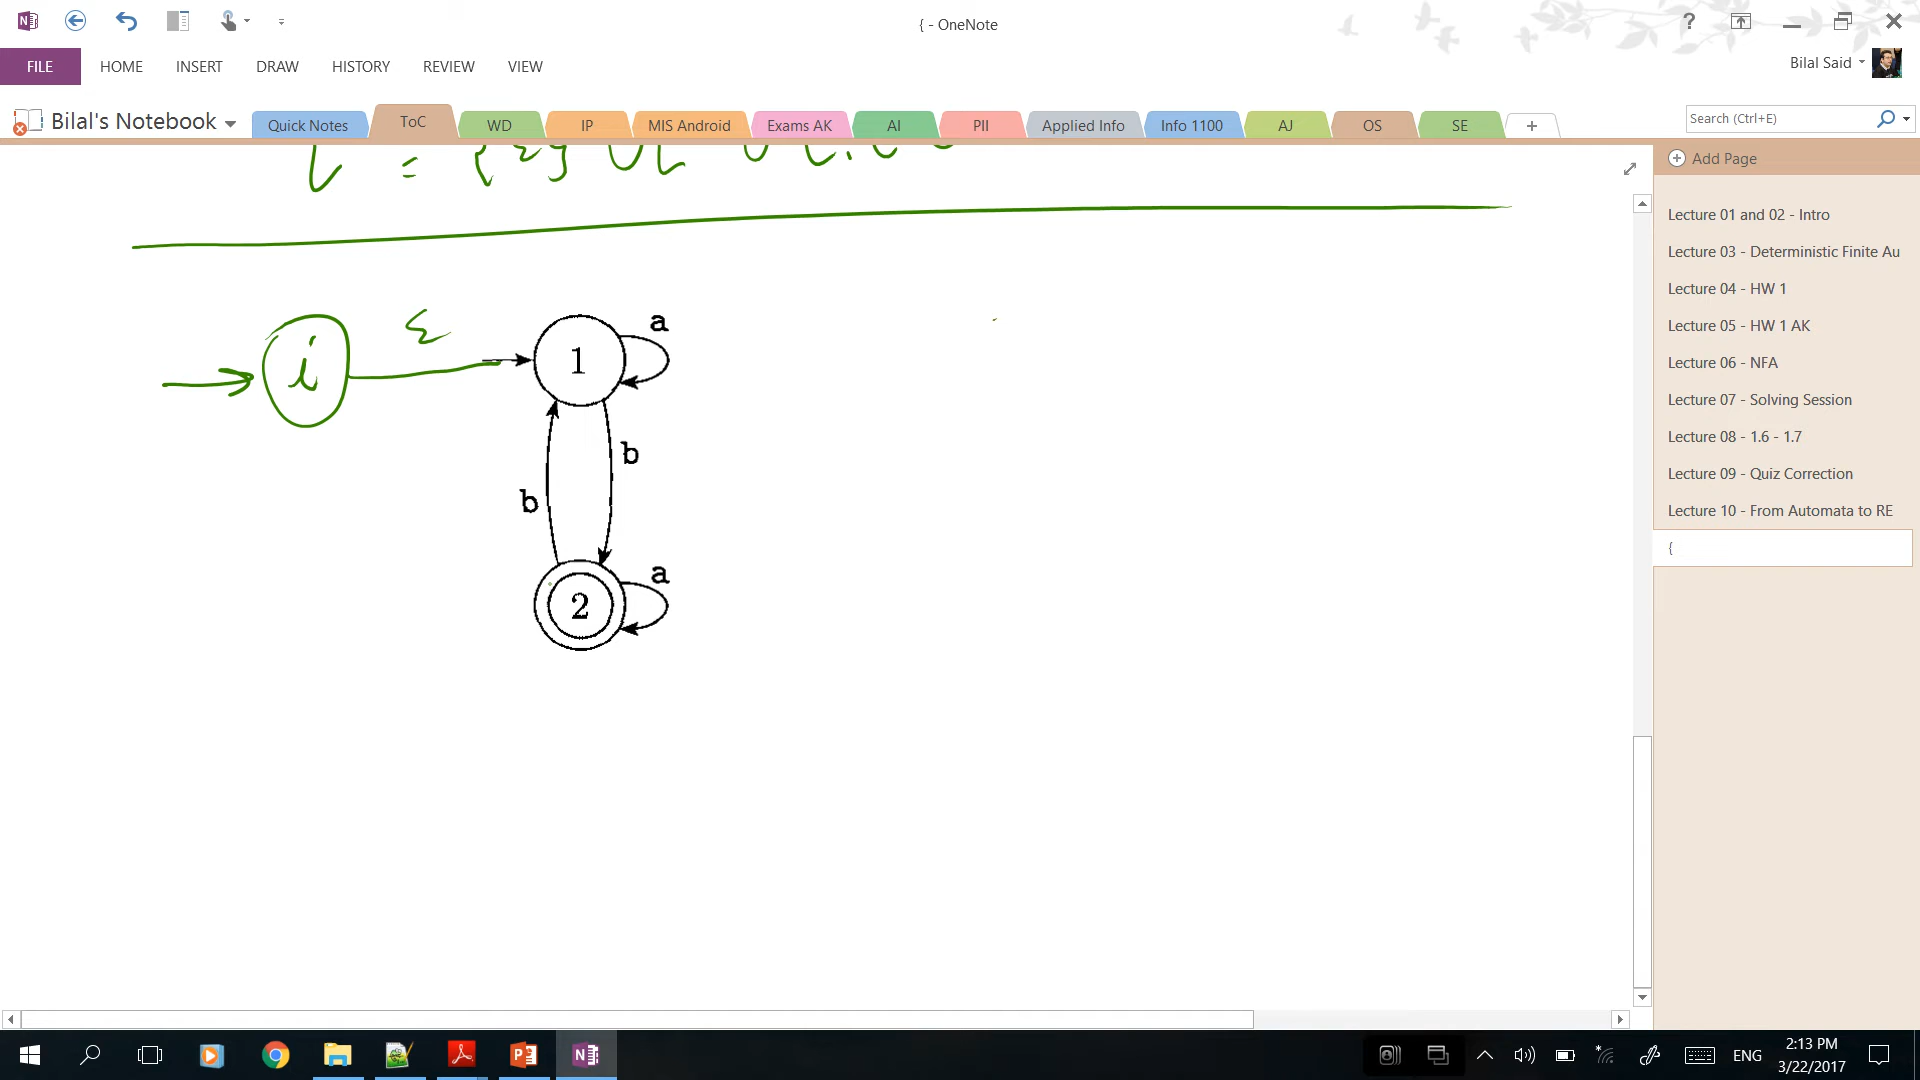 { - OneNote
?
FILE HOME INSERT DRAW HISTORY REVIEW VIEW
Bilal Said
Bilal's Notebook
Quick Notes ToC WD IP MIS Android Exams AK AI PII Applied Info Info 1100 AJ OS SE +
Search (Ctrl+E)
Add Page
Lecture 01 and 02 - Intro
Lecture 03 - Deterministic Finite Au
Lecture 04 - HW 1
Lecture 05 - HW 1 AK
Lecture 06 - NFA
Lecture 07 - Solving Session
Lecture 08 - 1.6 - 1.7
Lecture 09 - Quiz Correction
Lecture 10 - From Automata to RE
{
i ε 1 a
b
b
2 a
ENG
2:13 PM
3/22/2017